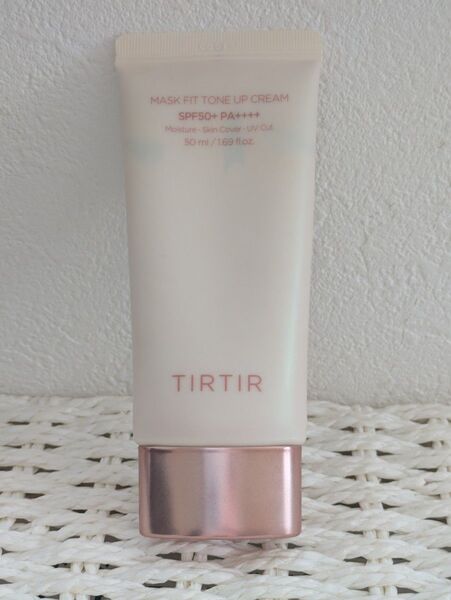 MASK FIT TONE UP CREAM
SPF50+ PA++++
Moisture · Skin Cover · UV Cut
50 ml / 1.69 fl.oz.
TIRTIR